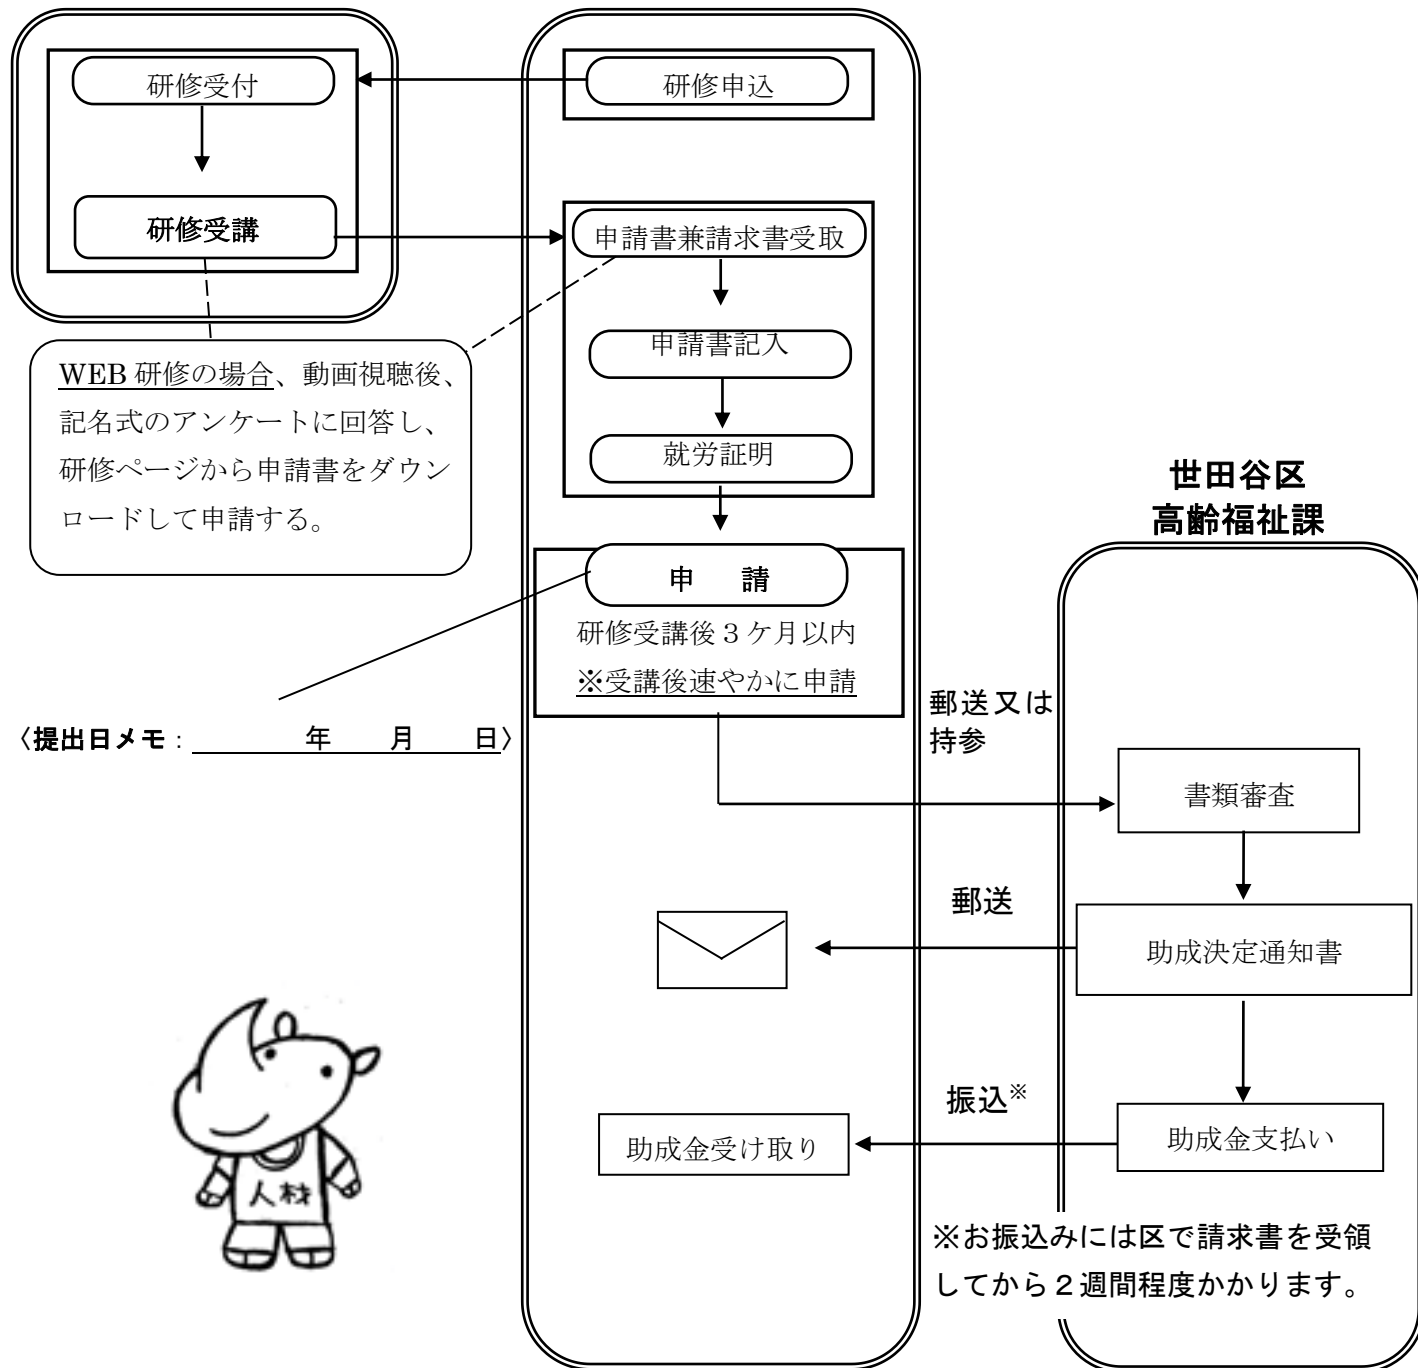 研修受付
研修申込
研修受講
申請書兼請求書受取
申請書記入
就労証明
WEB 研修の場合、動画視聴後、
記名式のアンケートに回答し、
研修ページから申請書をダウン
ロードして申請する。
世田谷区
高齢福祉課
申 請
研修受講後３ケ月以内
※受講後速やかに申請
〈提出日メモ：　　　年　　月　　日〉
郵送又は
持参
書類審査
郵送
助成決定通知書
振込※
助成金受け取り
助成金支払い
人材
※お振込みには区で請求書を受領
してから２週間程度かかります。